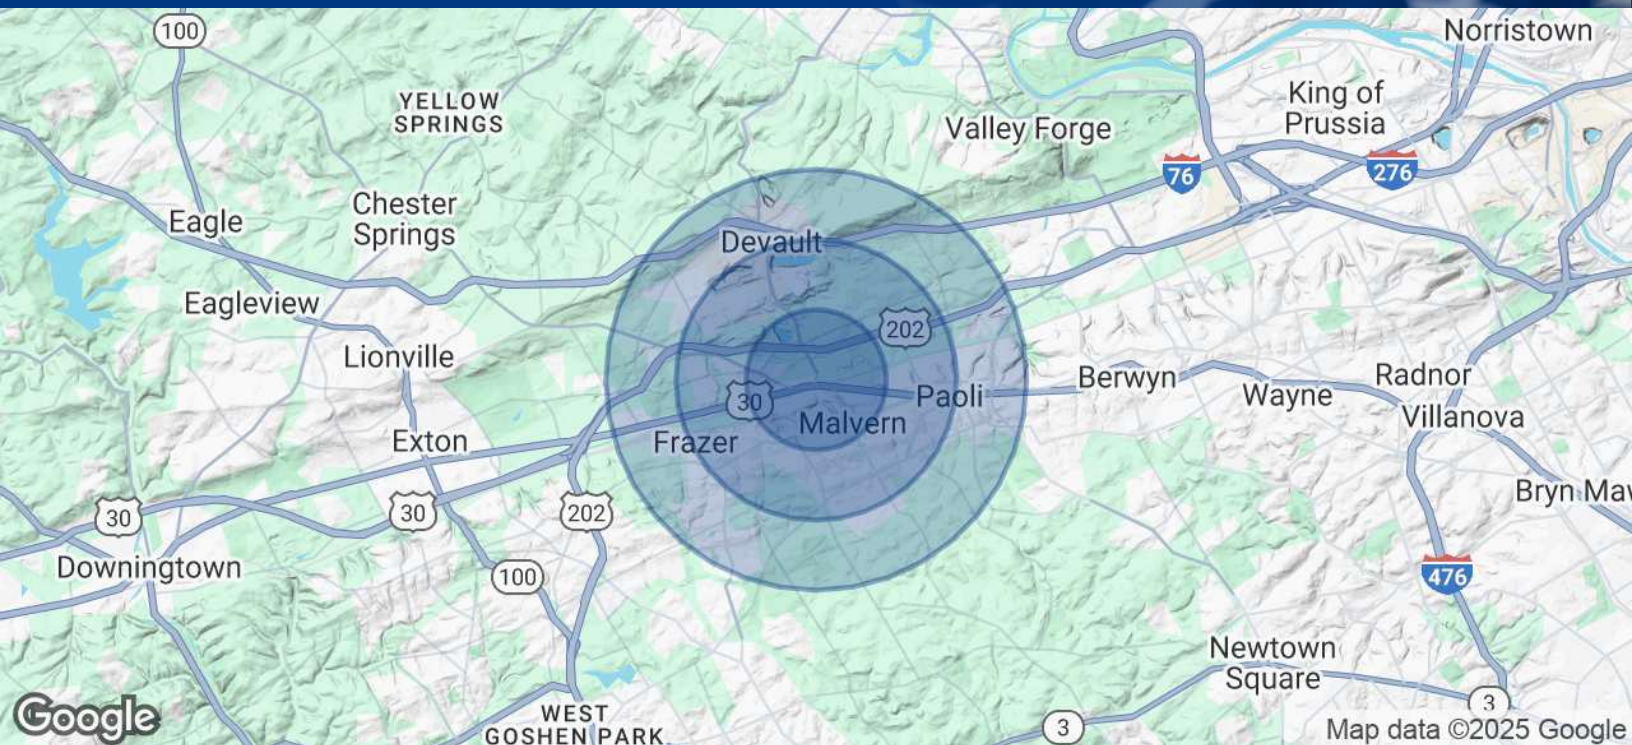 100
Norristown
YELLOW
SPRINGS
King of
Prussia
Valley Forge
76
276
Chester
Springs
Eagle
Devault
Eagleview
202
Lionville
Berwyn
Radnor
Paoli
Wayne
30
Villanova
Malvern
Exton
Frazer
Bryn Maw
30
30
202
Downingtown
100
476
Newtown
Square
3
Google
WEST
GOSHEN PARK
3
Map data ©2025 Google